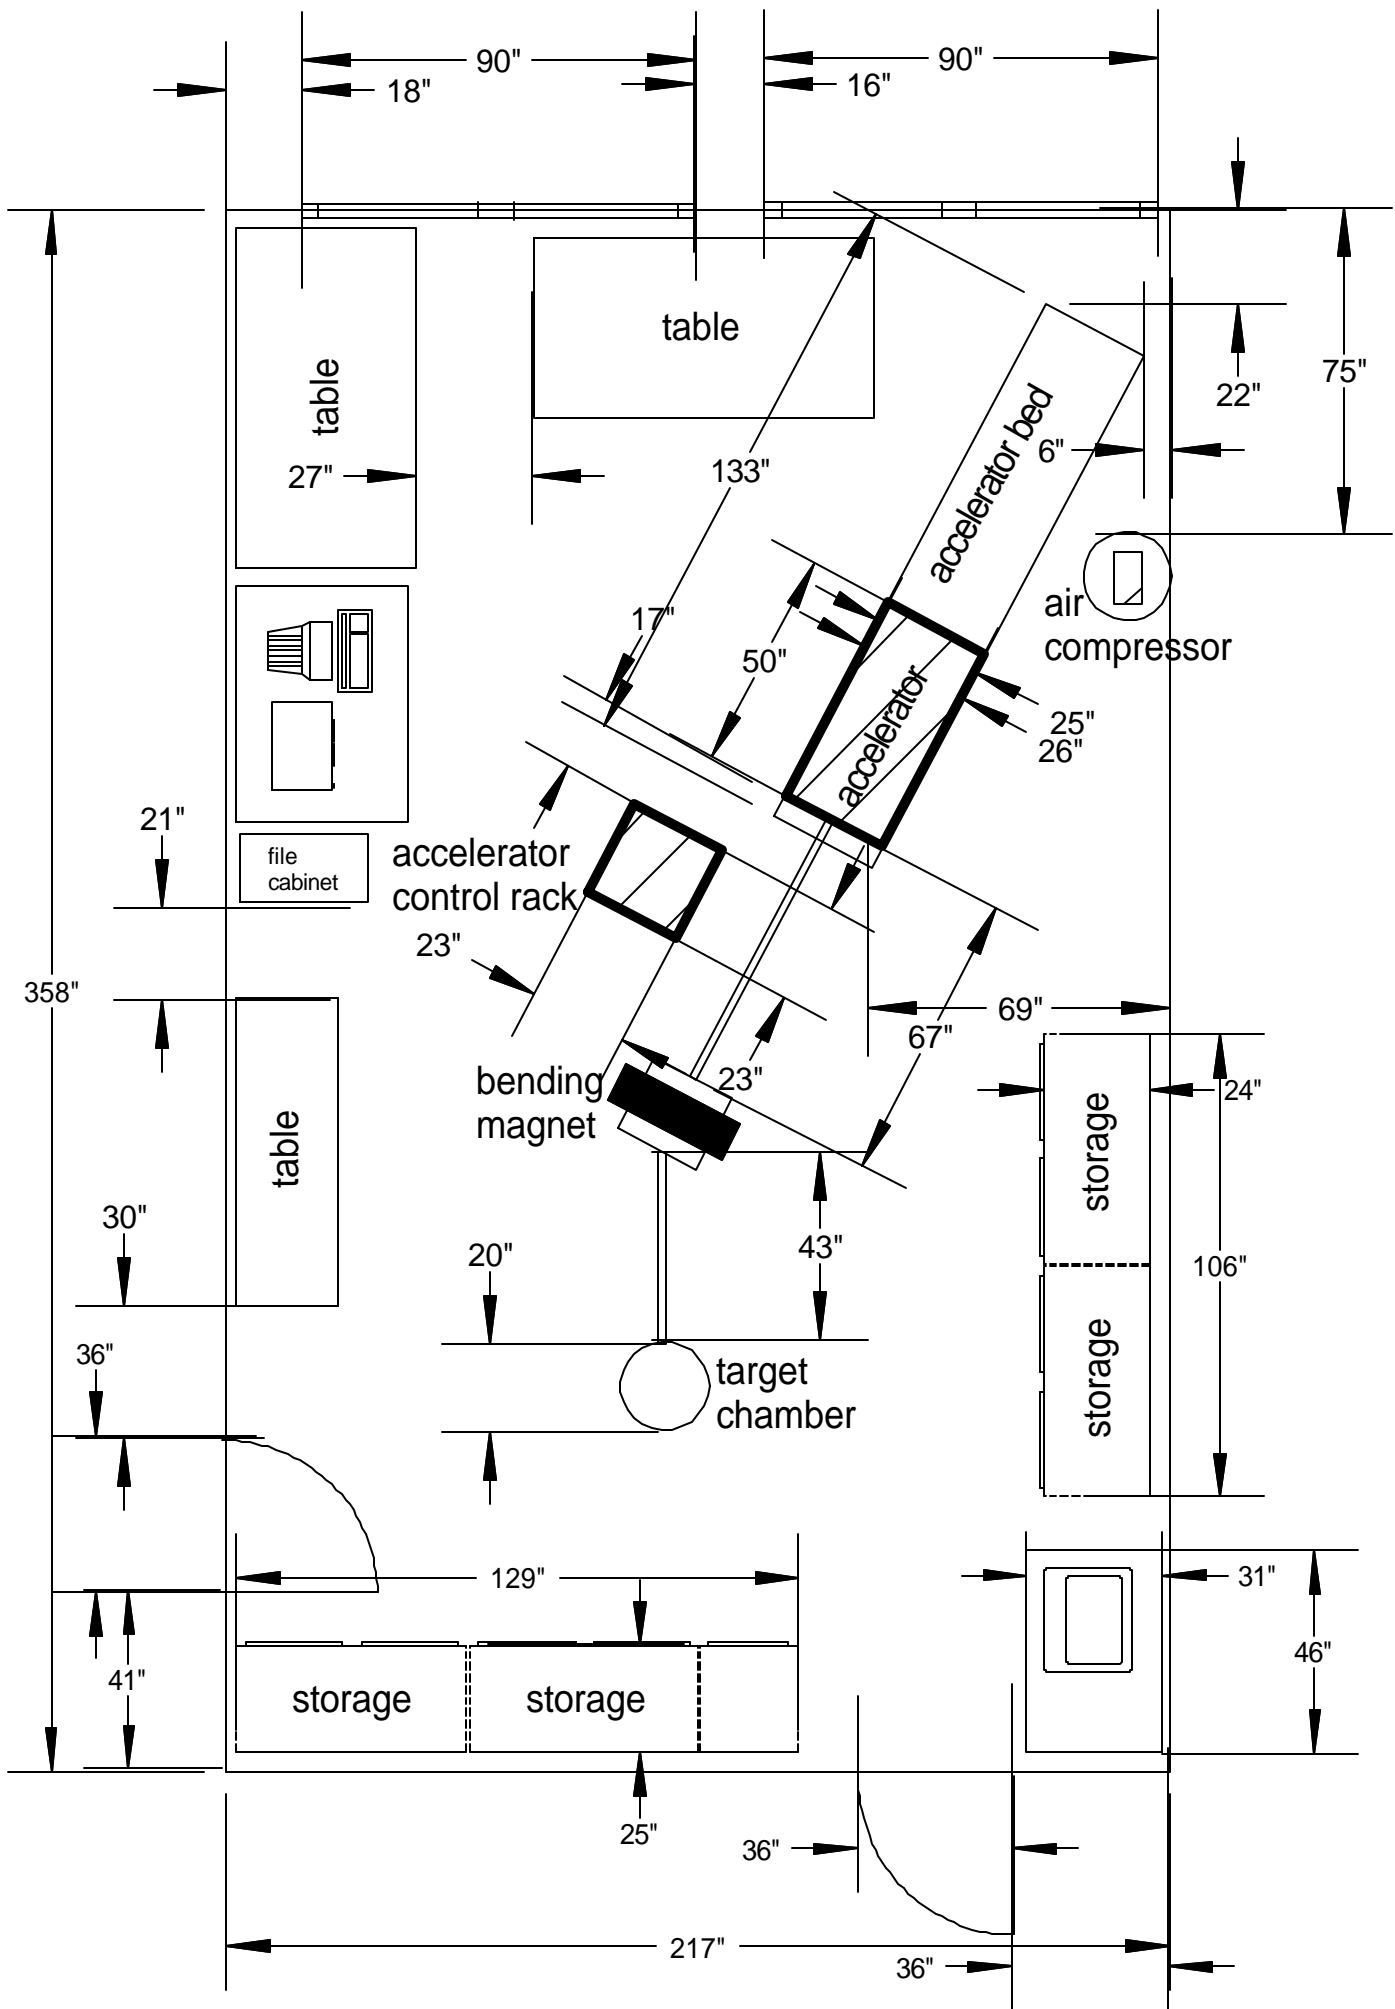 90"
90"
18"
16"
table
table
75"
22"
accelerator bed
6"
133"
27"
air
compressor
17"
50"
accelerator
25"
26"
21"
file
cabinet
accelerator
control rack
23"
358"
69"
67"
bending
magnet
23"
24"
storage
table
30"
20"
43"
106"
36"
target
chamber
storage
129"
31"
46"
41"
storage
storage
25"
36"
217"
36"